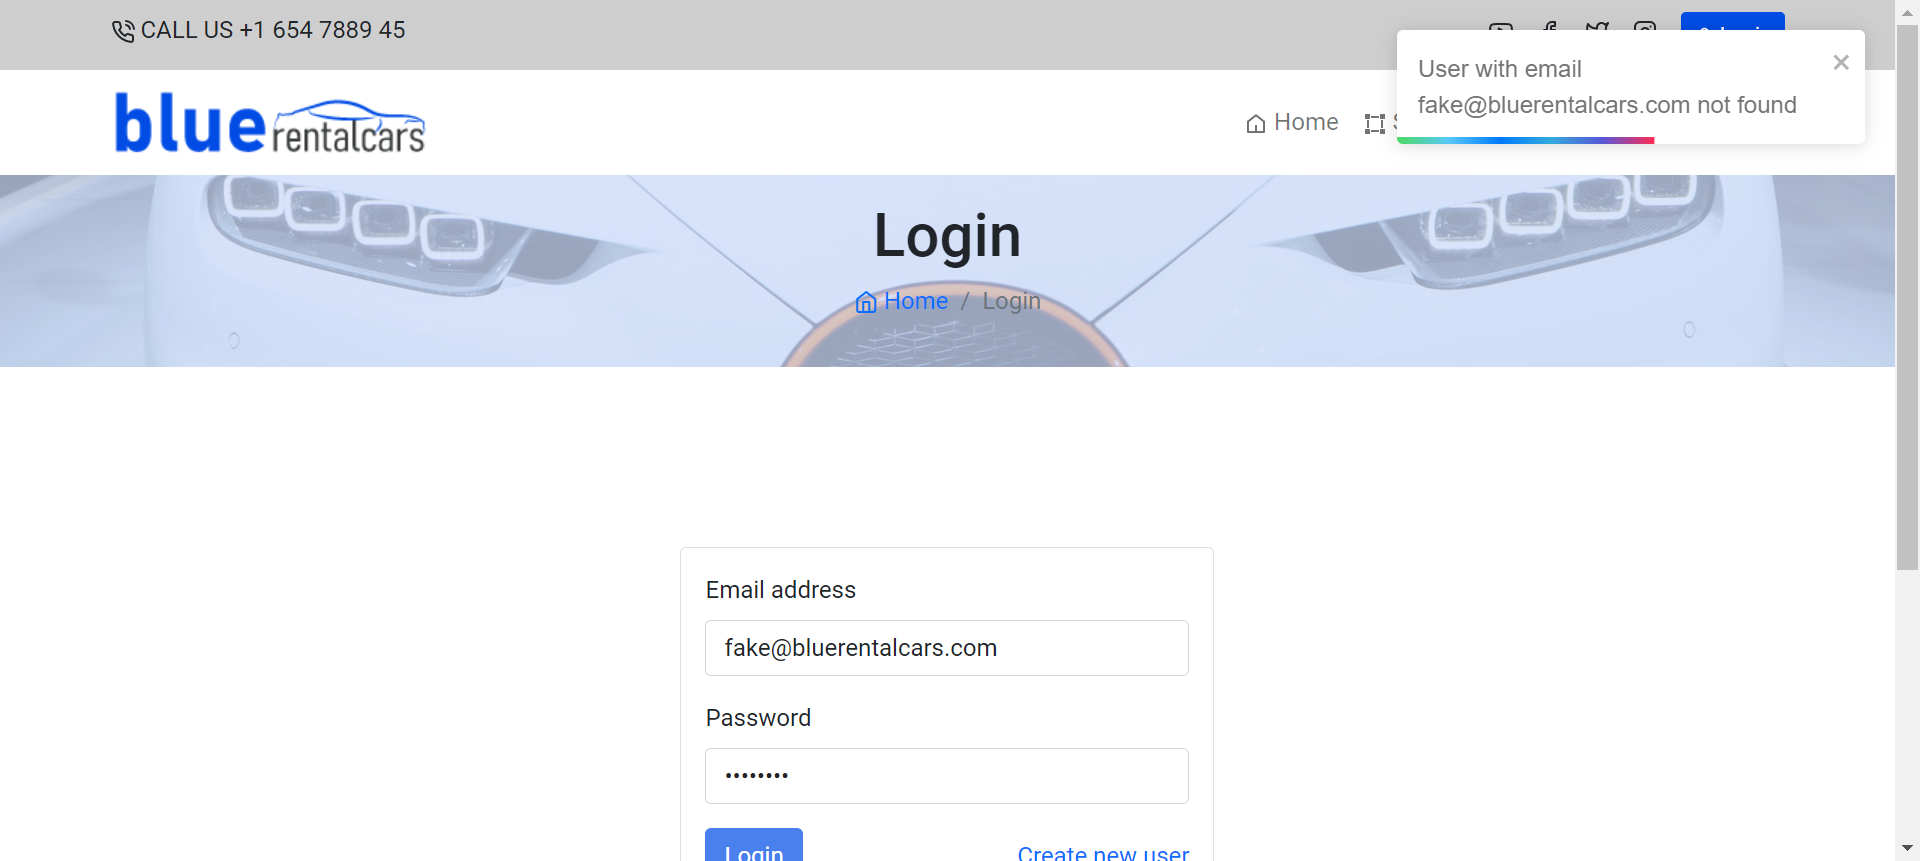 CALL US +1 654 7889 45
User with email
fake@bluerentalcars.com not found
blue rentalcars
Home
Login
Home / Login
Email address
fake@bluerentalcars.com
Password
••••••••
Login
Create new user